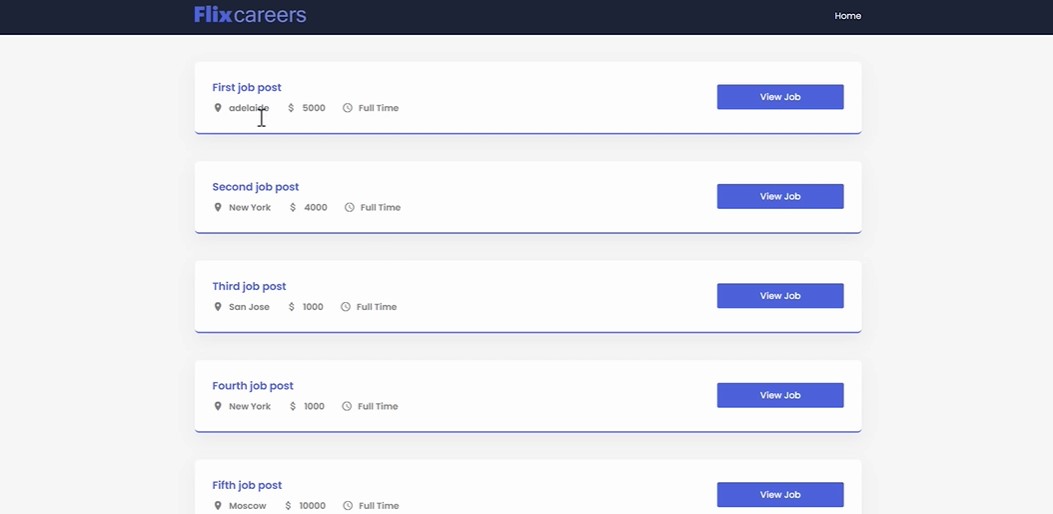 Flixcareers
Home
First job post
adelaide $ 5000 Full Time
View Job
Second job post
New York $ 4000 Full Time
View Job
Third job post
San Jose $ 1000 Full Time
View Job
Fourth job post
New York $ 1000 Full Time
View Job
Fifth job post
Moscow $ 10000 Full Time
View Job